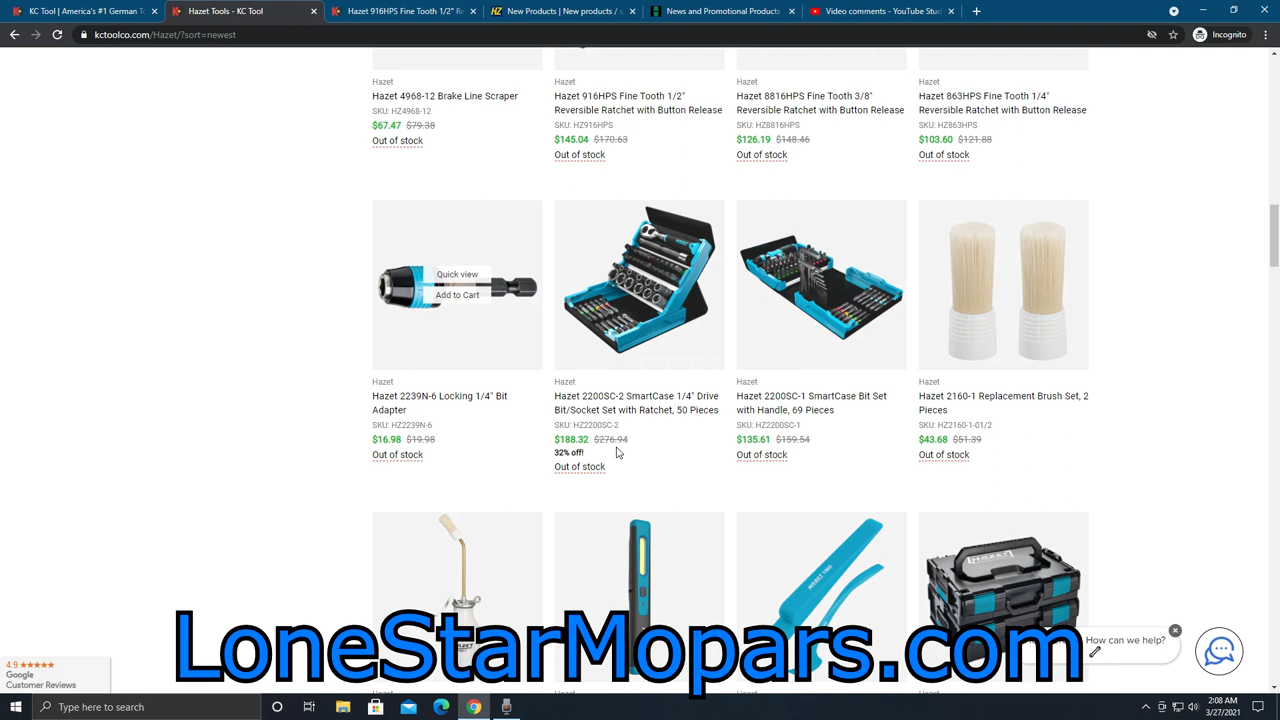 KC Tool | America's #1 German T
Hazet Tools - KC Tool
Hazet 916HPS Fine Tooth 1/2" Re
New Products | new / s
News and Promotional Products
Video comments - YouTube Stud
Incognito
kctoolco.com/Hazet/?sort=newest
Hazet
Hazet 4968-12 Brake Line Scraper
SKU: HZ4968-12
$67.47 $79.38
Out of stock
Hazet
Hazet 916HPS Fine Tooth 1/2"
Reversible Ratchet with Button Release
SKU: HZ916HPS
$145.04 $170.63
Out of stock
Hazet
Hazet 8816HPS Fine Tooth 3/8"
Reversible Ratchet with Button Release
SKU: HZ8816HPS
$126.19 $148.46
Out of stock
Hazet
Hazet 863HPS Fine Tooth 1/4"
Reversible Ratchet with Button Release
SKU: HZ863HPS
$103.60 $121.88
Out of stock
Quick view
Add to Cart
Hazet
Hazet 2239N-6 Locking 1/4" Bit
Adapter
SKU: HZ2239N-6
$16.98 $19.98
Out of stock
Hazet
Hazet 2200SC-2 SmartCase 1/4" Drive
Bit/Socket Set with Ratchet, 50 Pieces
SKU: HZ2200SC-2
$188.32 $276.94
32% off!
Out of stock
Hazet
Hazet 2200SC-1 SmartCase Bit Set
with Handle, 69 Pieces
SKU: HZ2200SC-1
$135.61 $159.54
Out of stock
Hazet
Hazet 2160-1 Replacement Brush Set, 2
Pieces
SKU: HZ2160-1-01/2
$43.68 $51.39
Out of stock
LoneStarMopars.com
How can we help?
4.9 ★★★★★
Google
Customer Reviews
Type here to search
2:08 AM
3/27/2021